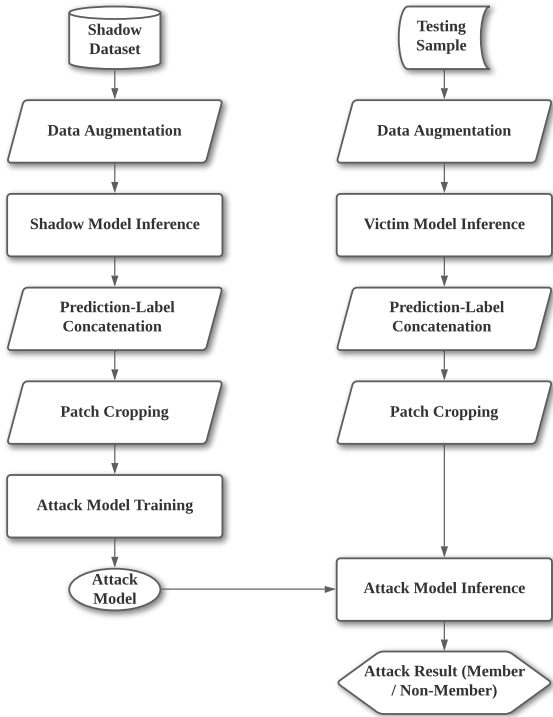 Shadow
Dataset
Data Augmentation
Shadow Model Inference
Prediction-Label
Concatenation
Patch Cropping
Attack Model Training
Attack
Model
Testing
Sample
Data Augmentation
Victim Model Inference
Prediction-Label
Concatenation
Patch Cropping
Attack Model Inference
Attack Result (Member
/ Non-Member)